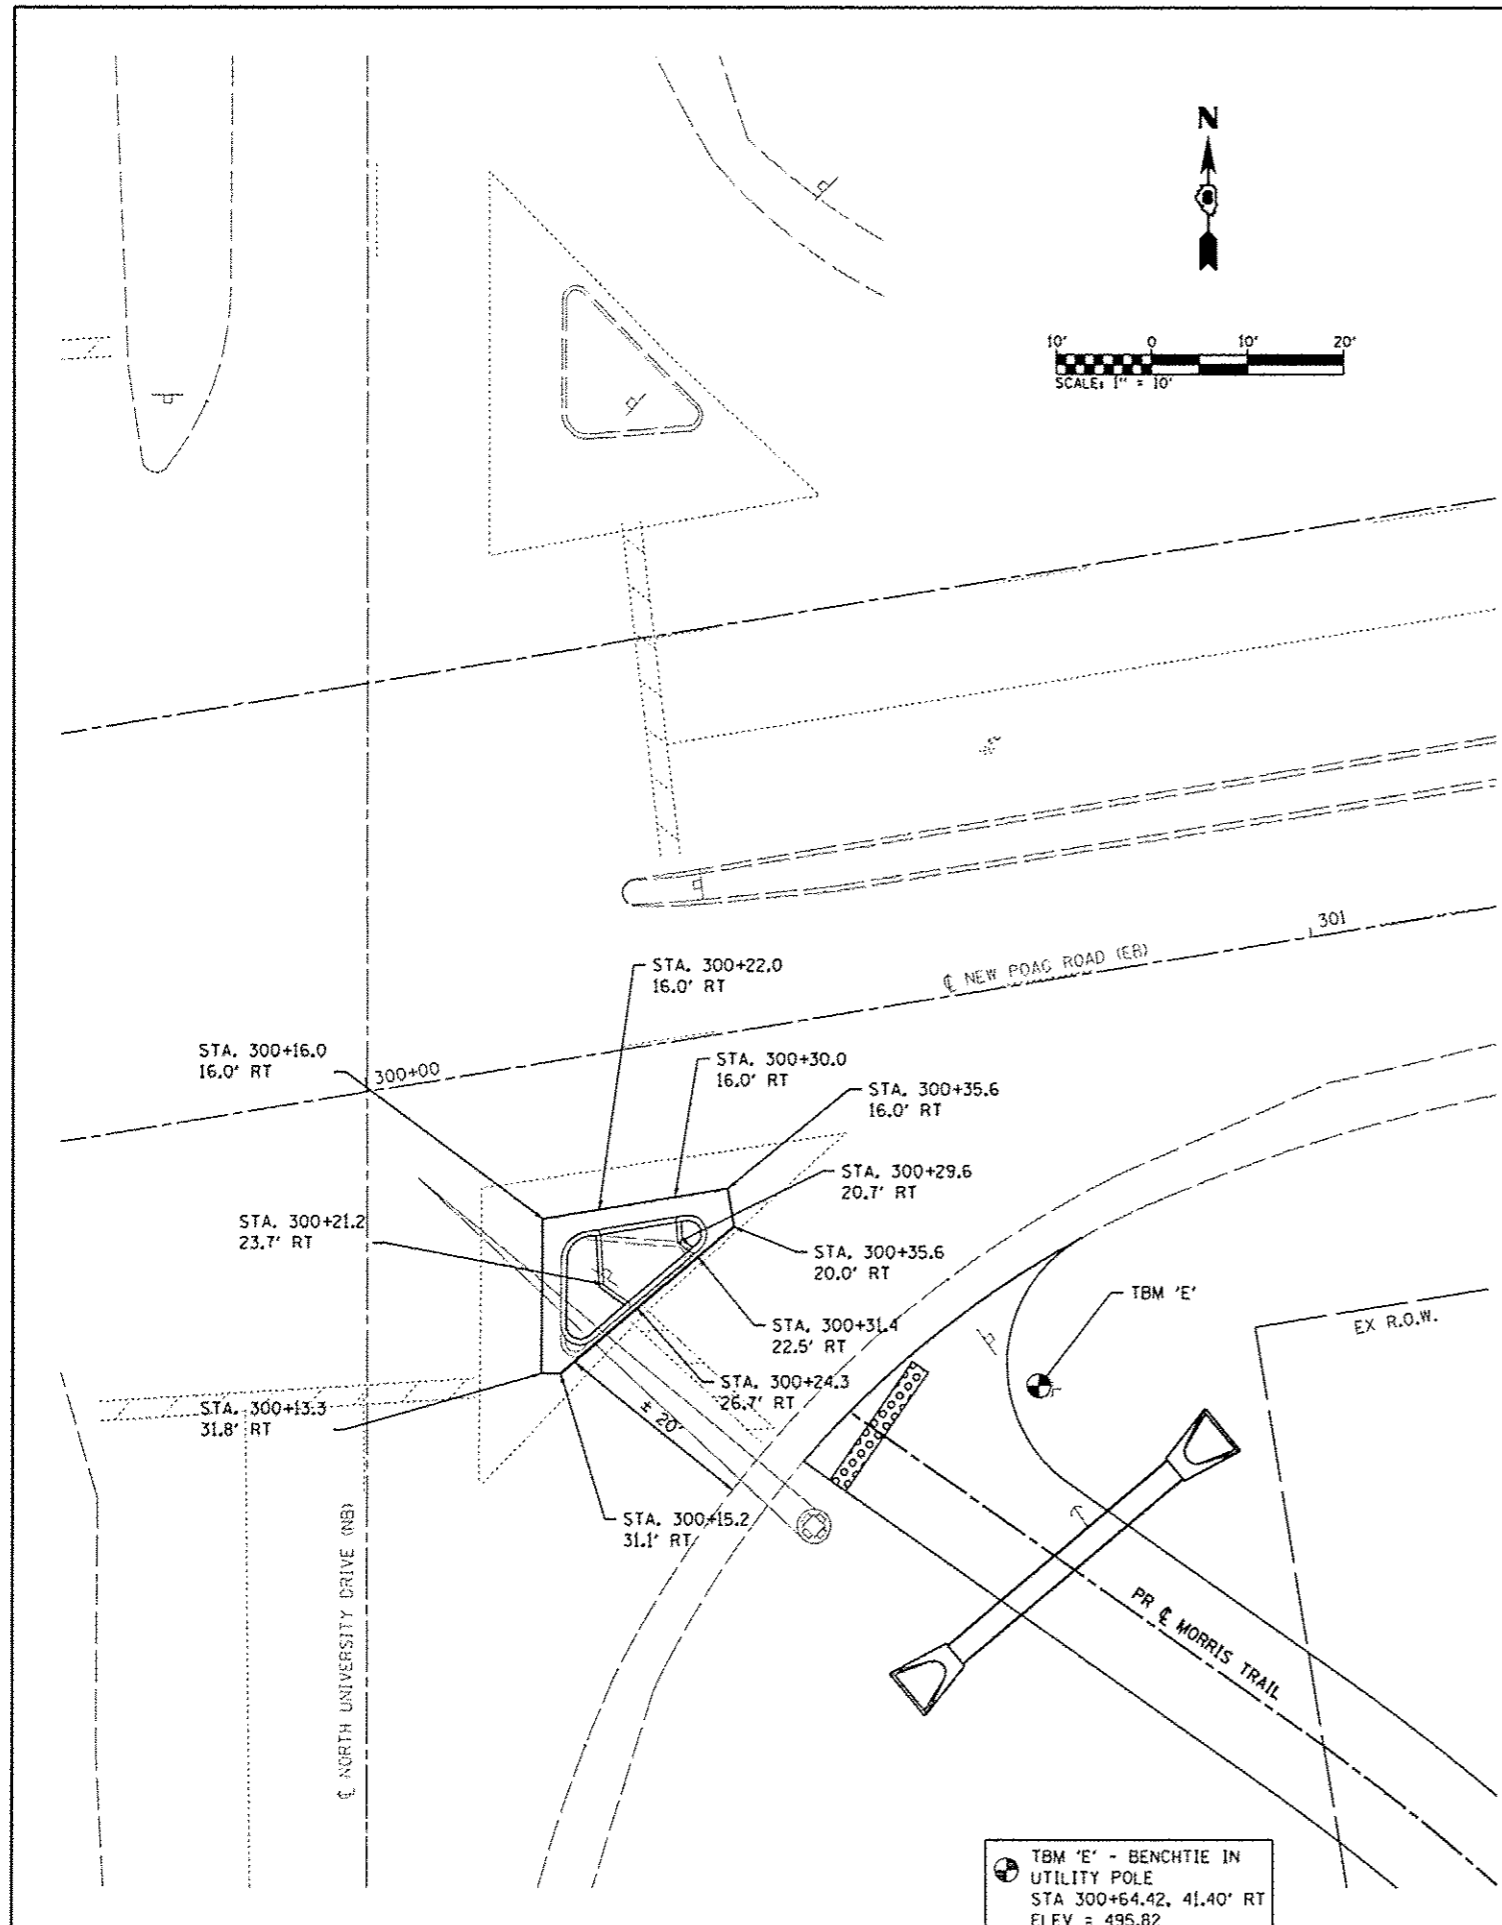 N
10' 0 10' 20'
SCALE: 1" = 10'
301
℄ NEW POAG ROAD (EB)
STA. 300+22.0
16.0' RT
STA. 300+16.0
16.0' RT
300+00
STA. 300+30.0
16.0' RT
STA. 300+35.6
16.0' RT
STA. 300+29.6
20.7' RT
STA. 300+21.2
23.7' RT
STA. 300+35.6
20.0' RT
TBM 'E'
EX R.O.W.
STA. 300+31.4
22.5' RT
STA. 300+24.3
26.7' RT
STA. 300+13.3
31.8' RT
± 20'
STA. 300+15.2
31.1' RT
℄ NORTH UNIVERSITY DRIVE (NB)
PR ℄ MORRIS TRAIL
TBM 'E' - BENCHTIE IN
UTILITY POLE
STA 300+64.42, 41.40' RT
ELEV = 495.82